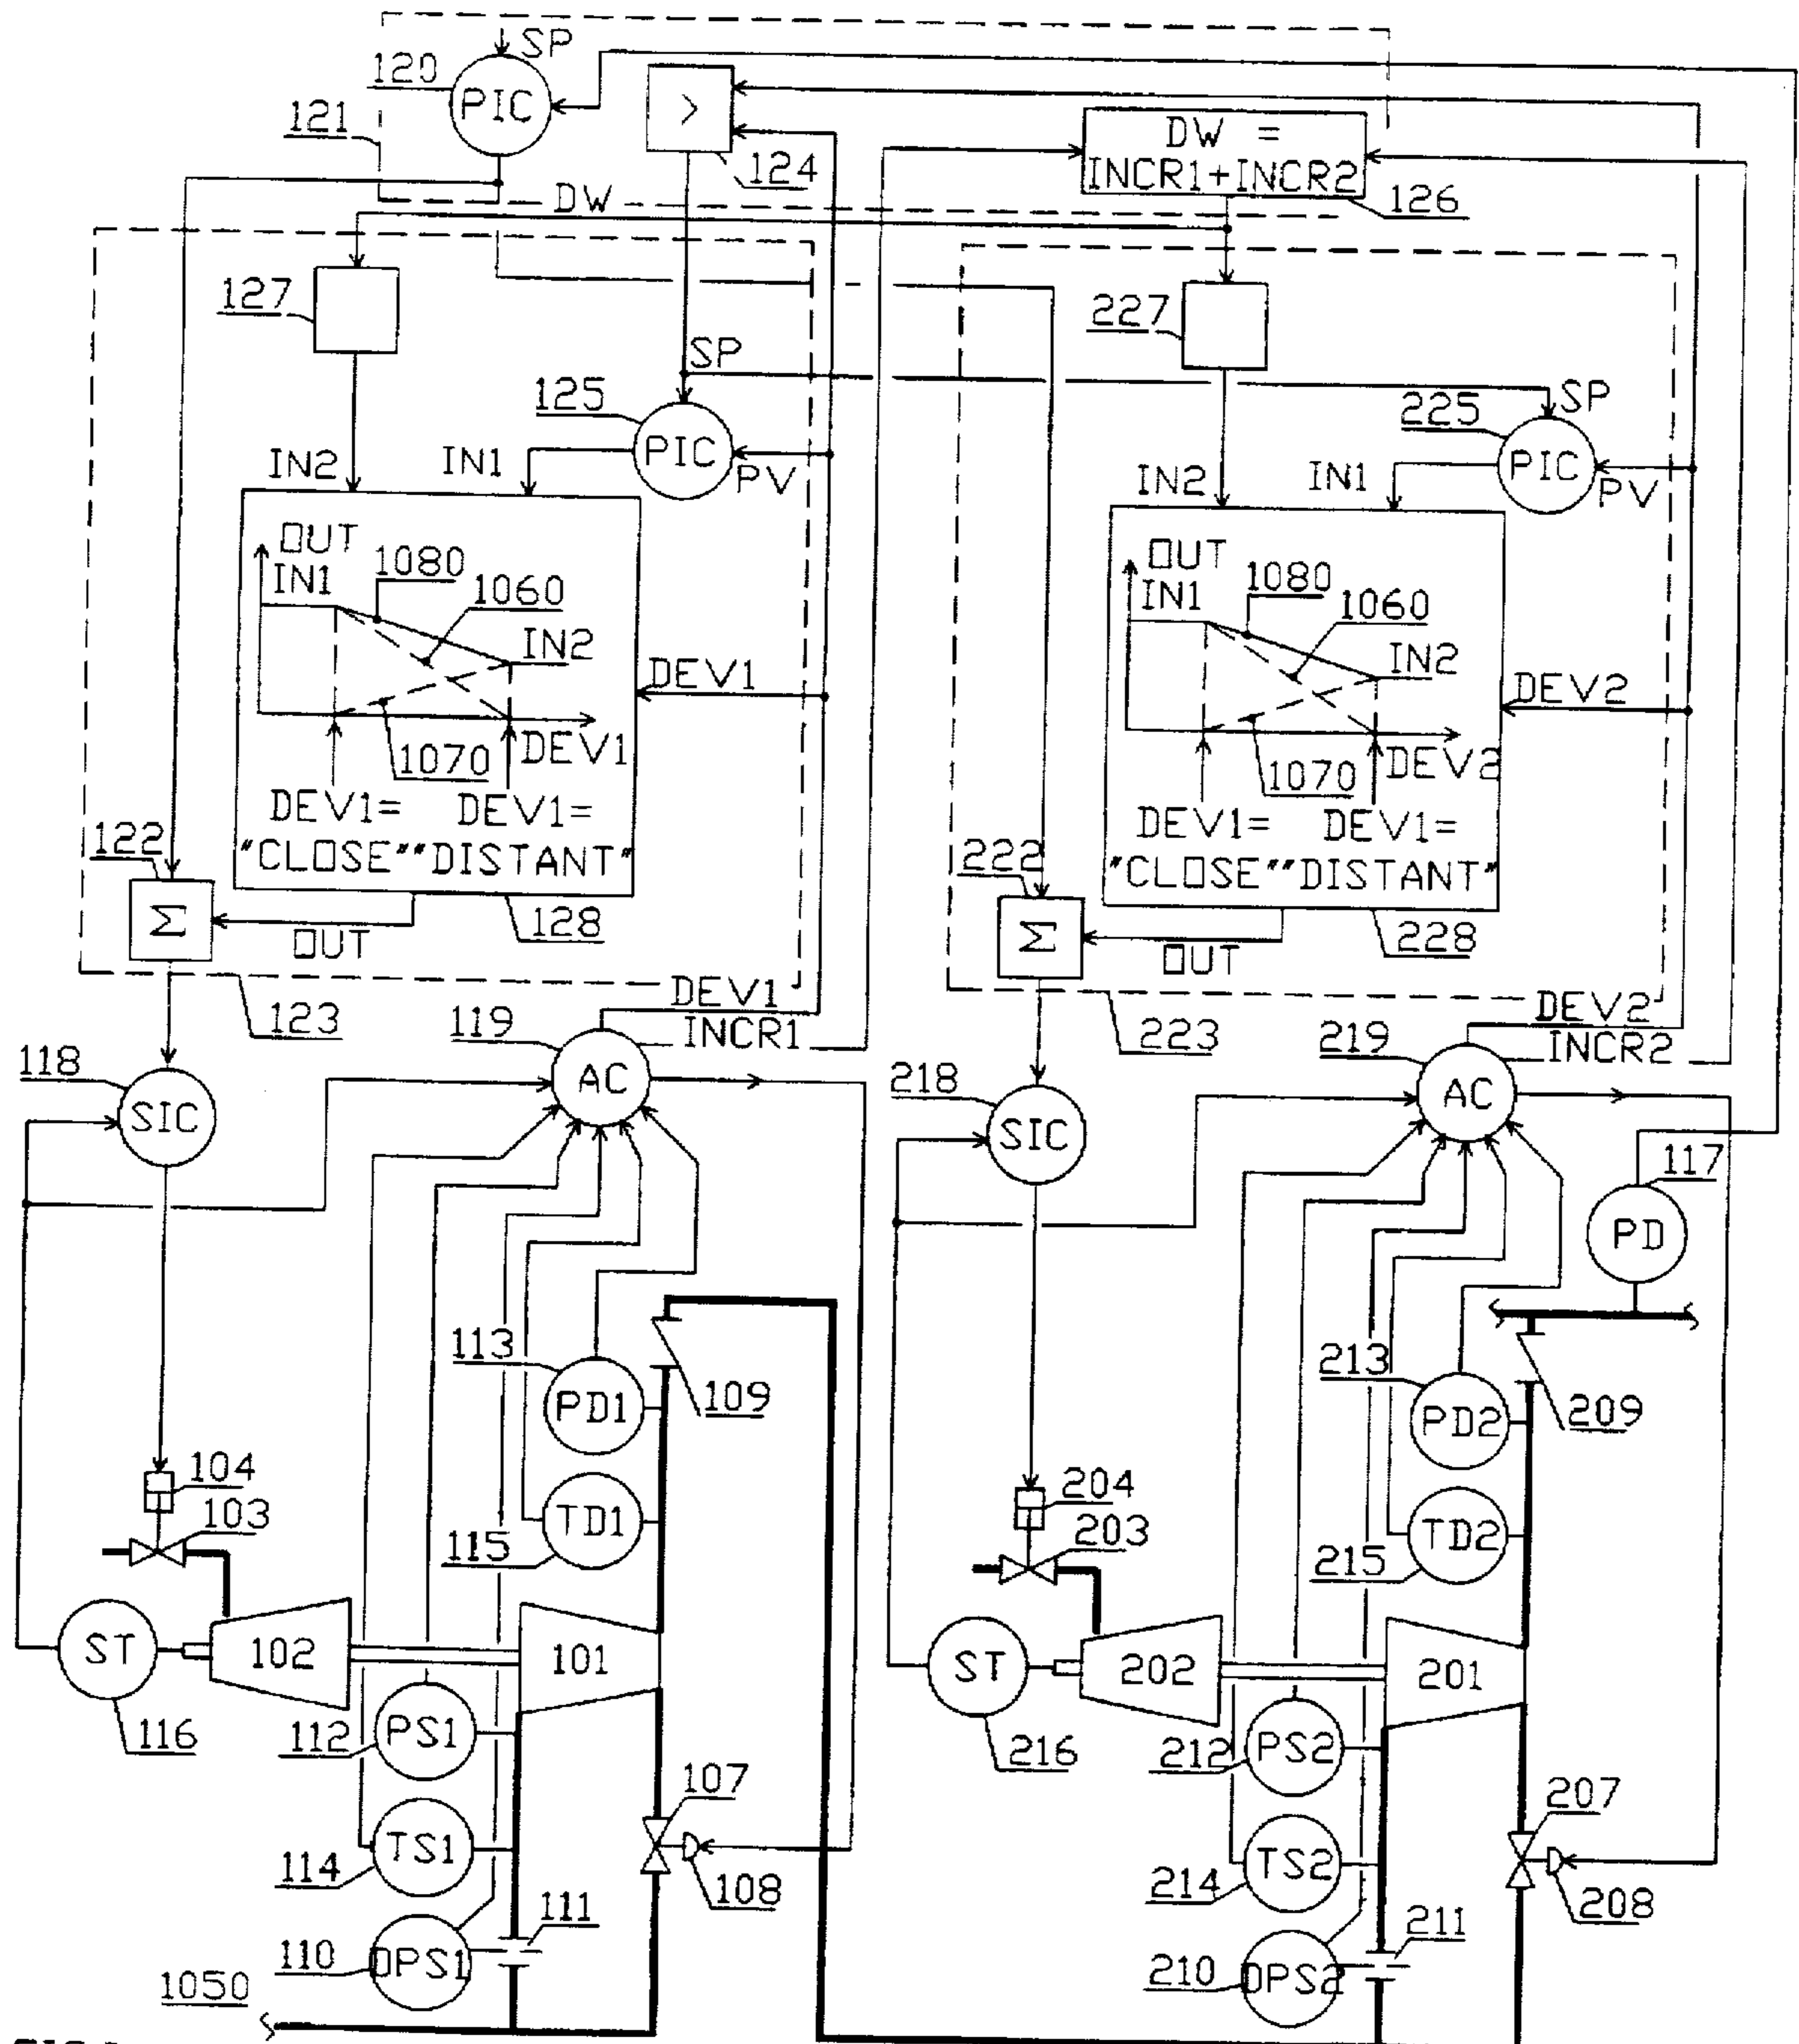 SP
120
PIC
>
121
124
DW =
INCR1+INCR2
126
DW
127
227
SP
125
PIC
PV
SP
225
PIC
PV
IN2
IN1
IN2
IN1
OUT
IN1
1080
1060
IN2
DEV1
1070
DEV1
DEV1=
DEV1=
"CLOSE"
"DISTANT"
OUT
IN1
1080
1060
IN2
DEV2
1070
DEV2
DEV1=
DEV1=
"CLOSE"
"DISTANT"
122
Σ
OUT
128
222
Σ
OUT
228
123
DEV1
INCR1
119
AC
223
DEV2
INCR2
219
AC
118
SIC
218
SIC
117
PD
113
PD1
109
213
PD2
209
104
103
115
TD1
204
203
215
TD2
ST
102
101
116
ST
202
201
216
112
PS1
212
PS2
107
207
114
TS1
108
214
TS2
208
111
211
110
DPS1
210
DPS2
1050